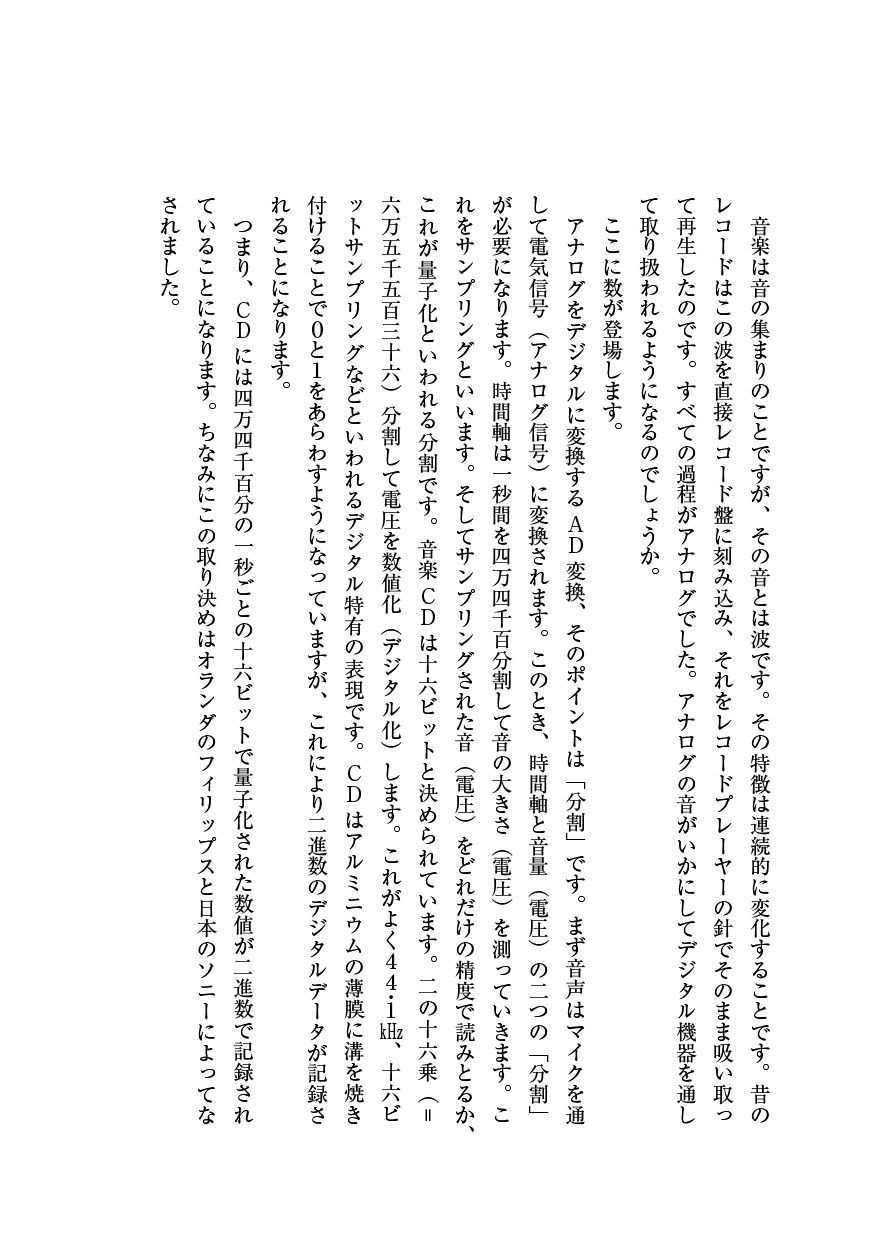 音楽は音の集まりのことですが、その音とは波です。その特徴は連続的に変化することです。昔の
レコードはこの波を直接レコード盤に刻み込み、それをレコードプレーヤーの針でそのまま吸い取っ
て再生したのです。すべての過程がアナログでした。アナログの音がいかにしてデジタル機器を通し
て取り扱われるようになるのでしょうか。
ここに数が登場します。
アナログをデジタルに変換するAD変換、そのポイントは「分割」です。まず音声はマイクを通
して電気信号（アナログ信号）に変換されます。このとき、時間軸と音量（電圧）の二つの「分割」
が必要になります。時間軸は一秒間を四万四千百分割して音の大きさ（電圧）を測っていきます。こ
れをサンプリングといいます。そしてサンプリングされた音（電圧）をどれだけの精度で読みとるか、
これが量子化といわれる分割です。音楽CDは十六ビットと決められています。二の十六乗（＝
六万五千五百三十六）分割して電圧を数値化（デジタル化）します。これがよく４４・１㎑、十六ビ
ットサンプリングなどといわれるデジタル特有の表現です。CDはアルミニウムの薄膜に溝を焼き
付けることで０と１をあらわすようになっていますが、これにより二進数のデジタルデータが記録さ
れることになります。
つまり、CDには四万四千百分の一秒ごとの十六ビットで量子化された数値が二進数で記録され
ていることになります。ちなみにこの取り決めはオランダのフィリップスと日本のソニーによってな
されました。